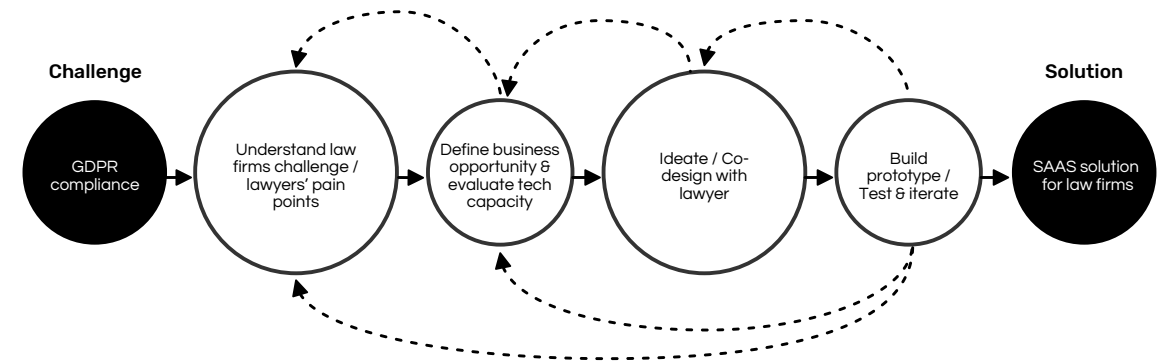 Challenge
GDPR
compliance
Understand law
firms challenge /
lawyers’ pain
points
Define business
opportunity &
evaluate tech
capacity
Ideate / Co-
design with
lawyer
Build
prototype /
Test & iterate
Solution
SAAS solution
for law firms